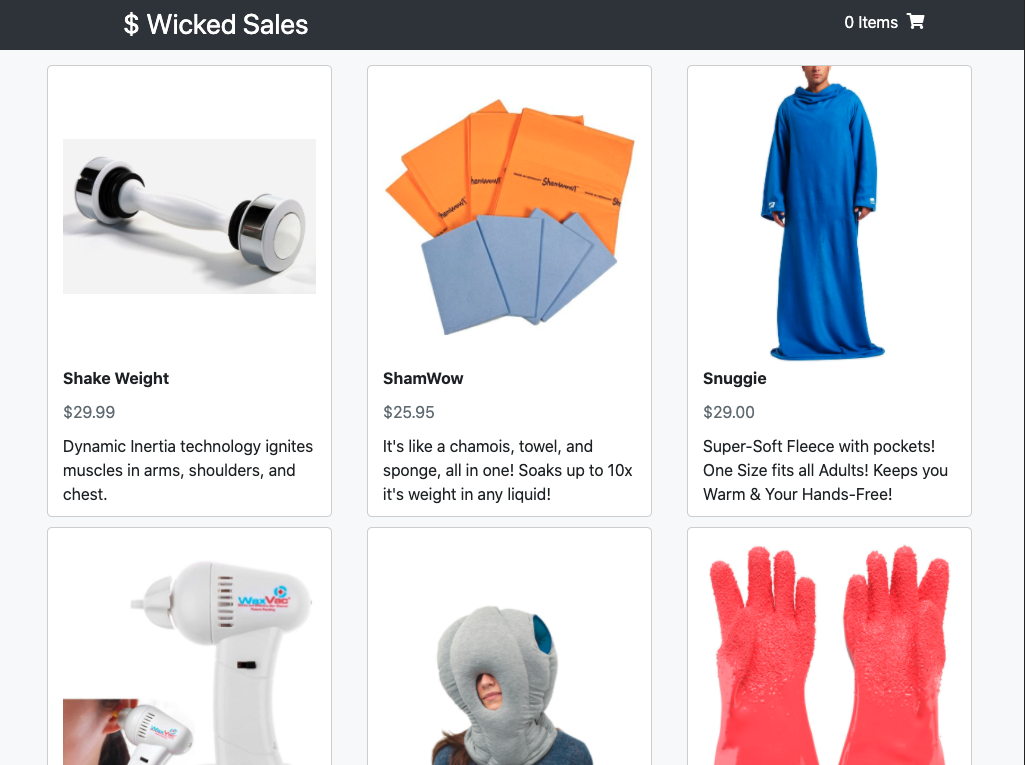 $ Wicked Sales
0 Items
Shake Weight
$29.99
Dynamic Inertia technology ignites
muscles in arms, shoulders, and
chest.
ShamWow
ShamWow
$25.95
It's like a chamois, towel, and
sponge, all in one! Soaks up to 10x
it's weight in any liquid!
Snuggie
$29.00
Super-Soft Fleece with pockets!
One Size fits all Adults! Keeps you
Warm & Your Hands-Free!
WaxVac